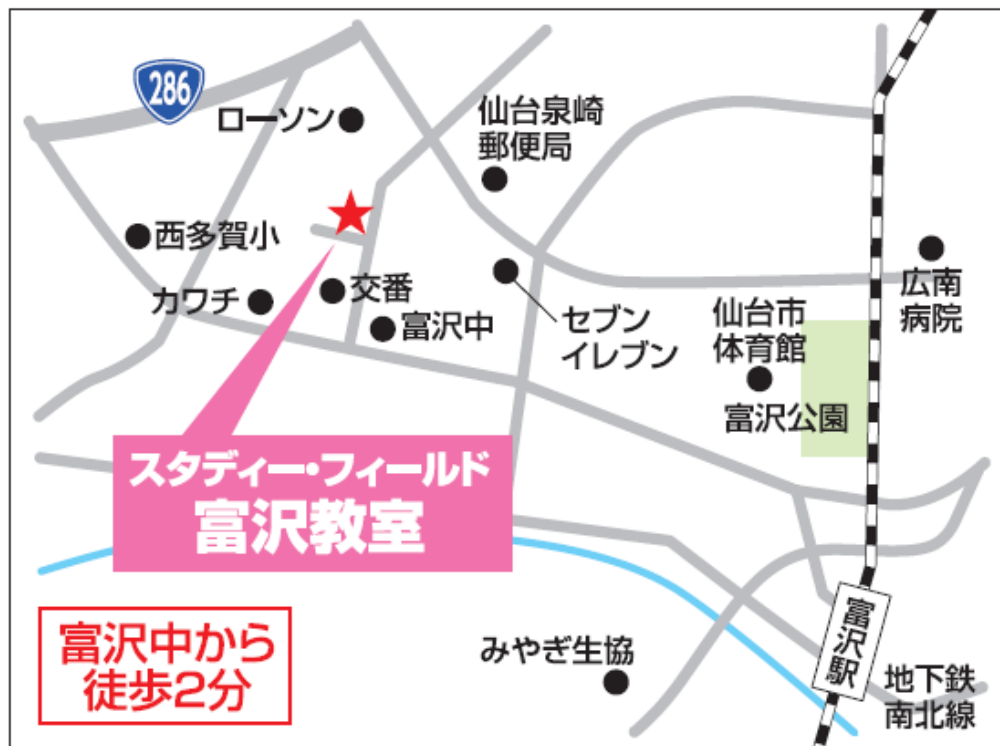 286
ローソン
仙台泉崎
郵便局
西多賀小
カワチ
交番
富沢中
セブン
イレブン
仙台市
体育館
富沢公園
広南
病院
スタディー・フィールド
富沢教室
富沢中から
徒歩2分
みやぎ生協
富沢駅
地下鉄
南北線